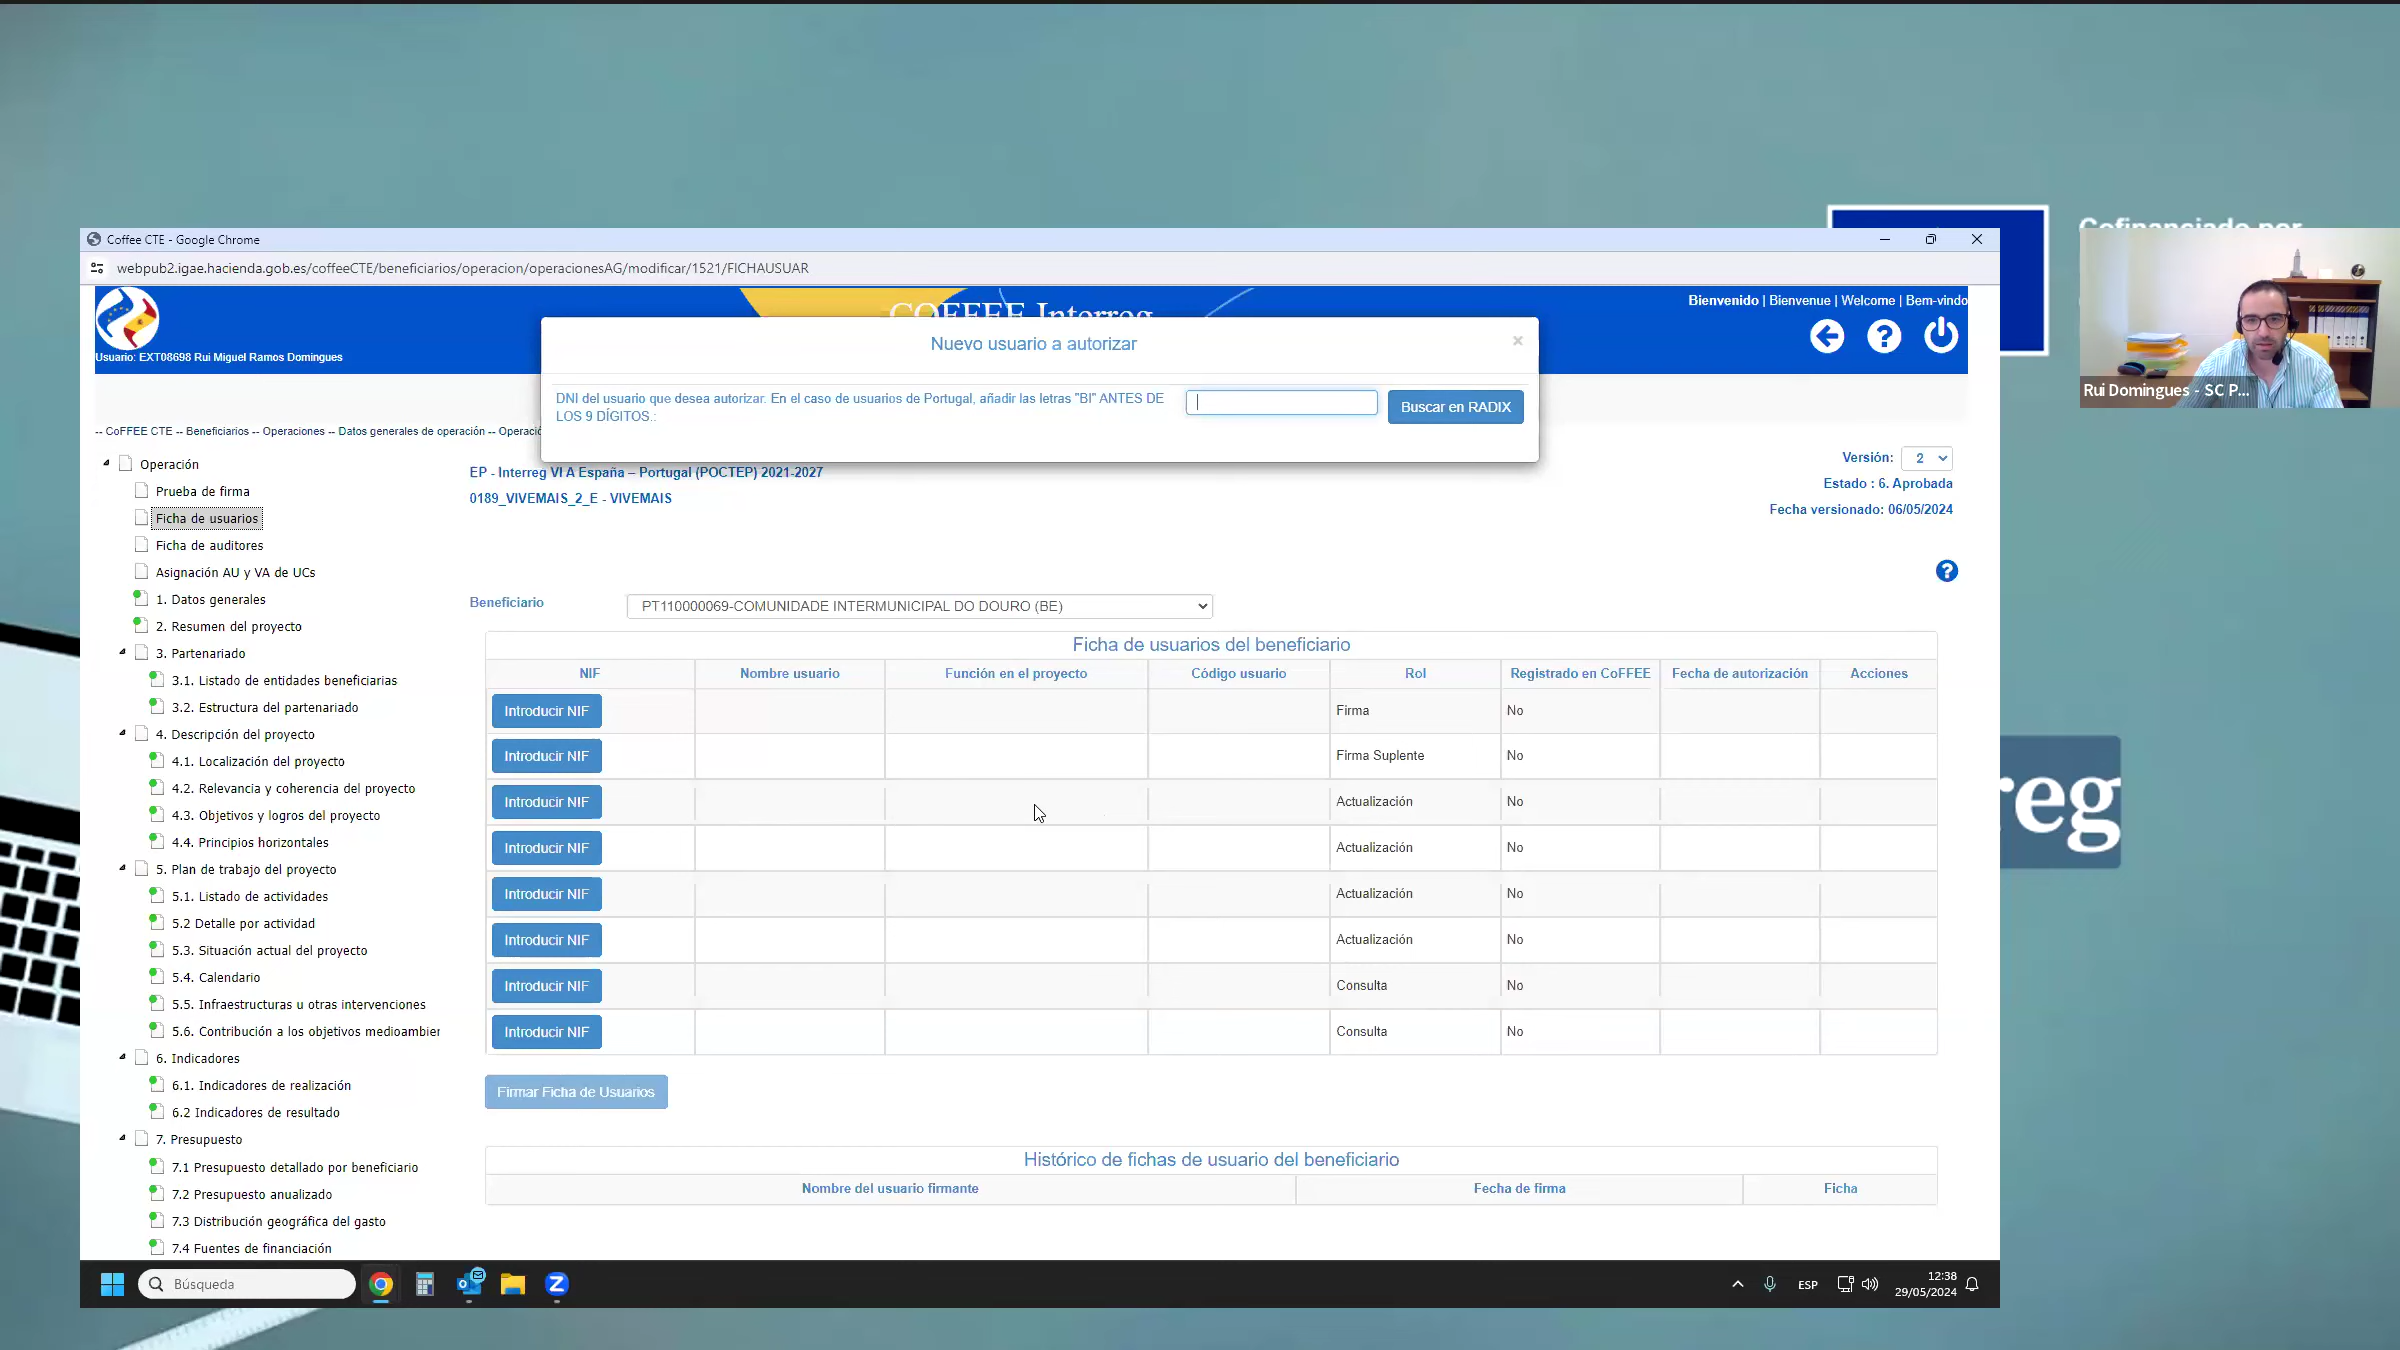 Cofinanciado por
Coffee CTE - Google Chrome
webpub2.igae.hacienda.gob.es/coffeeCTE/beneficiarios/operacion/operacionesAG/modificar/1521/FICHAUSUAR
COFFEE Interreg
Bienvenido | Bienvenue | Welcome | Bem-vindo
Usuario: EXT08698 Rui Miguel Ramos Domingues
Rui Domingues - SC P...
Nuevo usuario a autorizar
×
DNI del usuario que desea autorizar. En el caso de usuarios de Portugal, añadir las letras "BI" ANTES DE
LOS 9 DÍGITOS.:
Buscar en RADIX
-- CoFFEE CTE -- Beneficiarios -- Operaciones -- Datos generales de operación -- Operació
EP - Interreg VI A España – Portugal (POCTEP) 2021-2027
0189_VIVEMAIS_2_E - VIVEMAIS
Versión: 2
Estado : 6. Aprobada
Fecha versionado: 06/05/2024
Operación
Prueba de firma
Ficha de usuarios
Ficha de auditores
Asignación AU y VA de UCs
1. Datos generales
2. Resumen del proyecto
3. Partenariado
3.1. Listado de entidades beneficiarias
3.2. Estructura del partenariado
4. Descripción del proyecto
4.1. Localización del proyecto
4.2. Relevancia y coherencia del proyecto
4.3. Objetivos y logros del proyecto
4.4. Principios horizontales
5. Plan de trabajo del proyecto
5.1. Listado de actividades
5.2 Detalle por actividad
5.3. Situación actual del proyecto
5.4. Calendario
5.5. Infraestructuras u otras intervenciones
5.6. Contribución a los objetivos medioambier
6. Indicadores
6.1. Indicadores de realización
6.2 Indicadores de resultado
7. Presupuesto
7.1 Presupuesto detallado por beneficiario
7.2 Presupuesto anualizado
7.3 Distribución geográfica del gasto
7.4 Fuentes de financiación
?
Beneficiario PT110000069-COMUNIDADE INTERMUNICIPAL DO DOURO (BE)
Ficha de usuarios del beneficiario
NIF Nombre usuario Función en el proyecto Código usuario Rol Registrado en CoFFEE Fecha de autorización Acciones
Introducir NIF Firma No
Introducir NIF Firma Suplente No
Introducir NIF Actualización No
Introducir NIF Actualización No
Introducir NIF Actualización No
Introducir NIF Actualización No
Introducir NIF Consulta No
Introducir NIF Consulta No
Firmar Ficha de Usuarios
Histórico de fichas de usuario del beneficiario
Nombre del usuario firmante Fecha de firma Ficha
reg
Búsqueda
ESP
12:38
29/05/2024